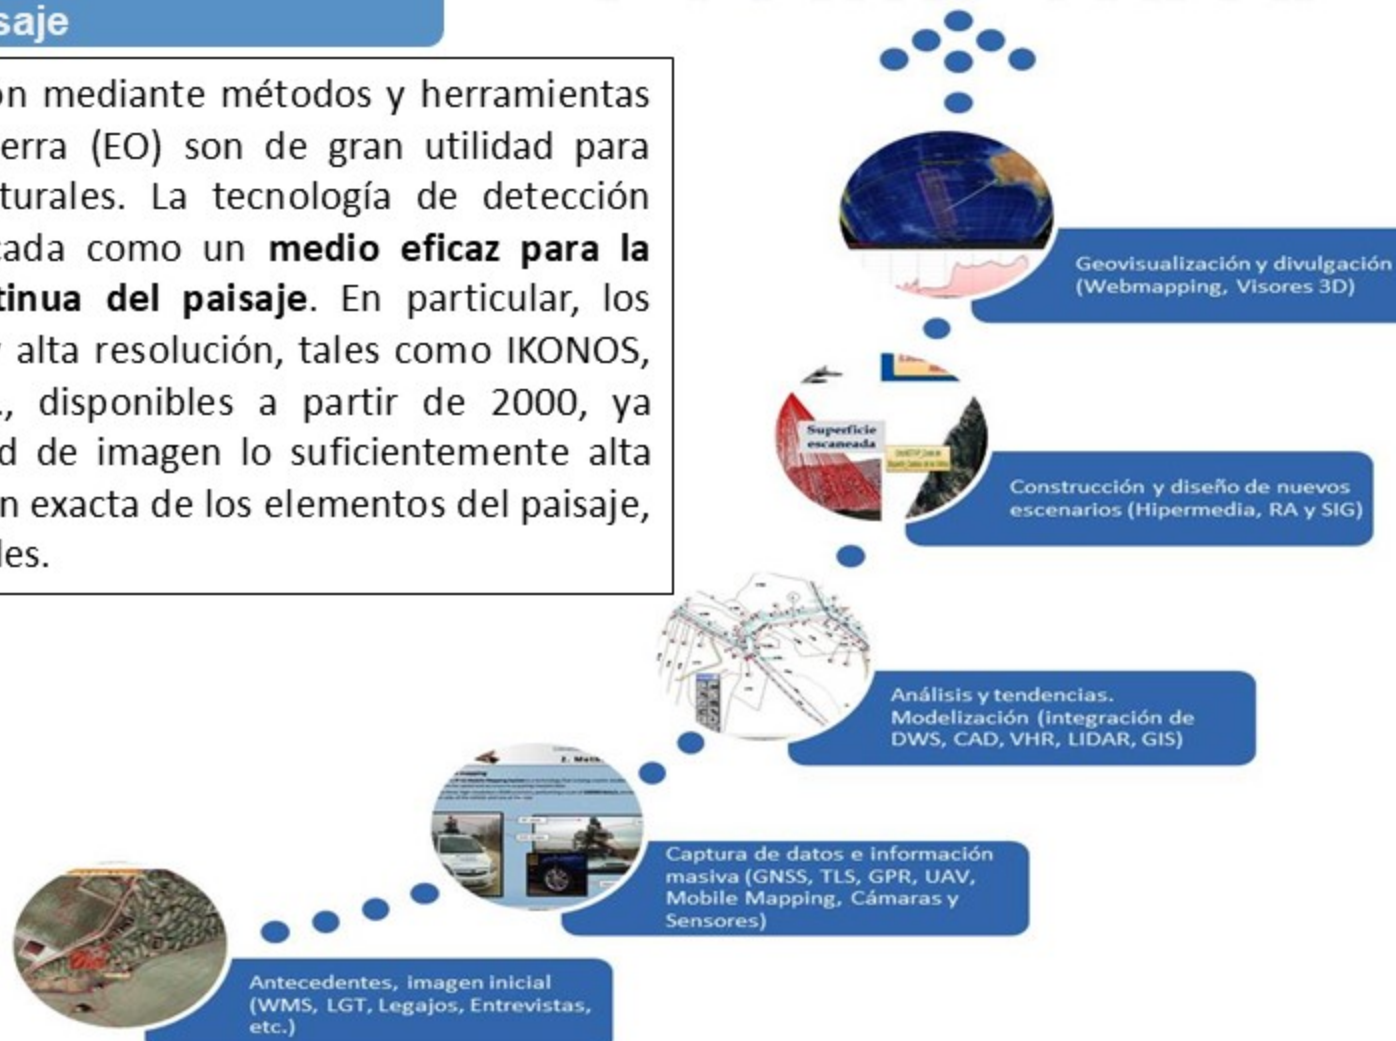 saje
ón mediante métodos y herramientas
erra (EO) son de gran utilidad para
turales. La tecnología de detección
cada como un medio eficaz para la
tinua del paisaje. En particular, los
alta resolución, tales como IKONOS,
., disponibles a partir de 2000, ya
d de imagen lo suficientemente alta
n exacta de los elementos del paisaje,
les.
Geovisualización y divulgación
(Webmapping, Visores 3D)
Superficie
escaneada
Construcción y diseño de nuevos
escenarios (Hipermedia, RA y SIG)
Análisis y tendencias.
Modelización (integración de
DWS, CAD, VHR, LIDAR, GIS)
Captura de datos e información
masiva (GNSS, TLS, GPR, UAV,
Mobile Mapping, Cámaras y
Sensores)
Antecedentes, imagen inicial
(WMS, LGT, Legajos, Entrevistas,
etc.)